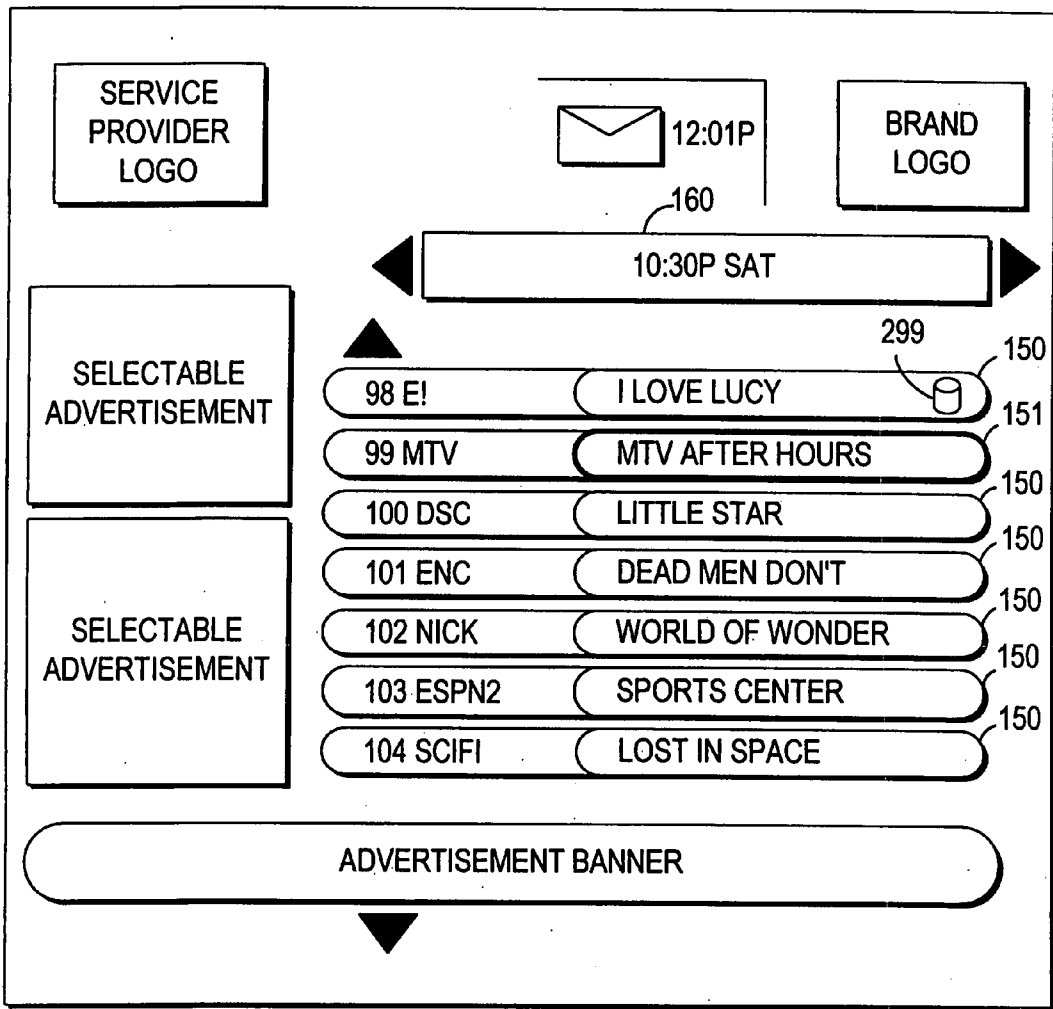 SERVICE
PROVIDER
LOGO
12:01P
BRAND
LOGO
160
10:30P SAT
SELECTABLE
ADVERTISEMENT
SELECTABLE
ADVERTISEMENT
299
98 E! I LOVE LUCY 150
99 MTV MTV AFTER HOURS 151
100 DSC LITTLE STAR 150
101 ENC DEAD MEN DON'T 150
102 NICK WORLD OF WONDER 150
103 ESPN2 SPORTS CENTER 150
104 SCIFI LOST IN SPACE 150
ADVERTISEMENT BANNER